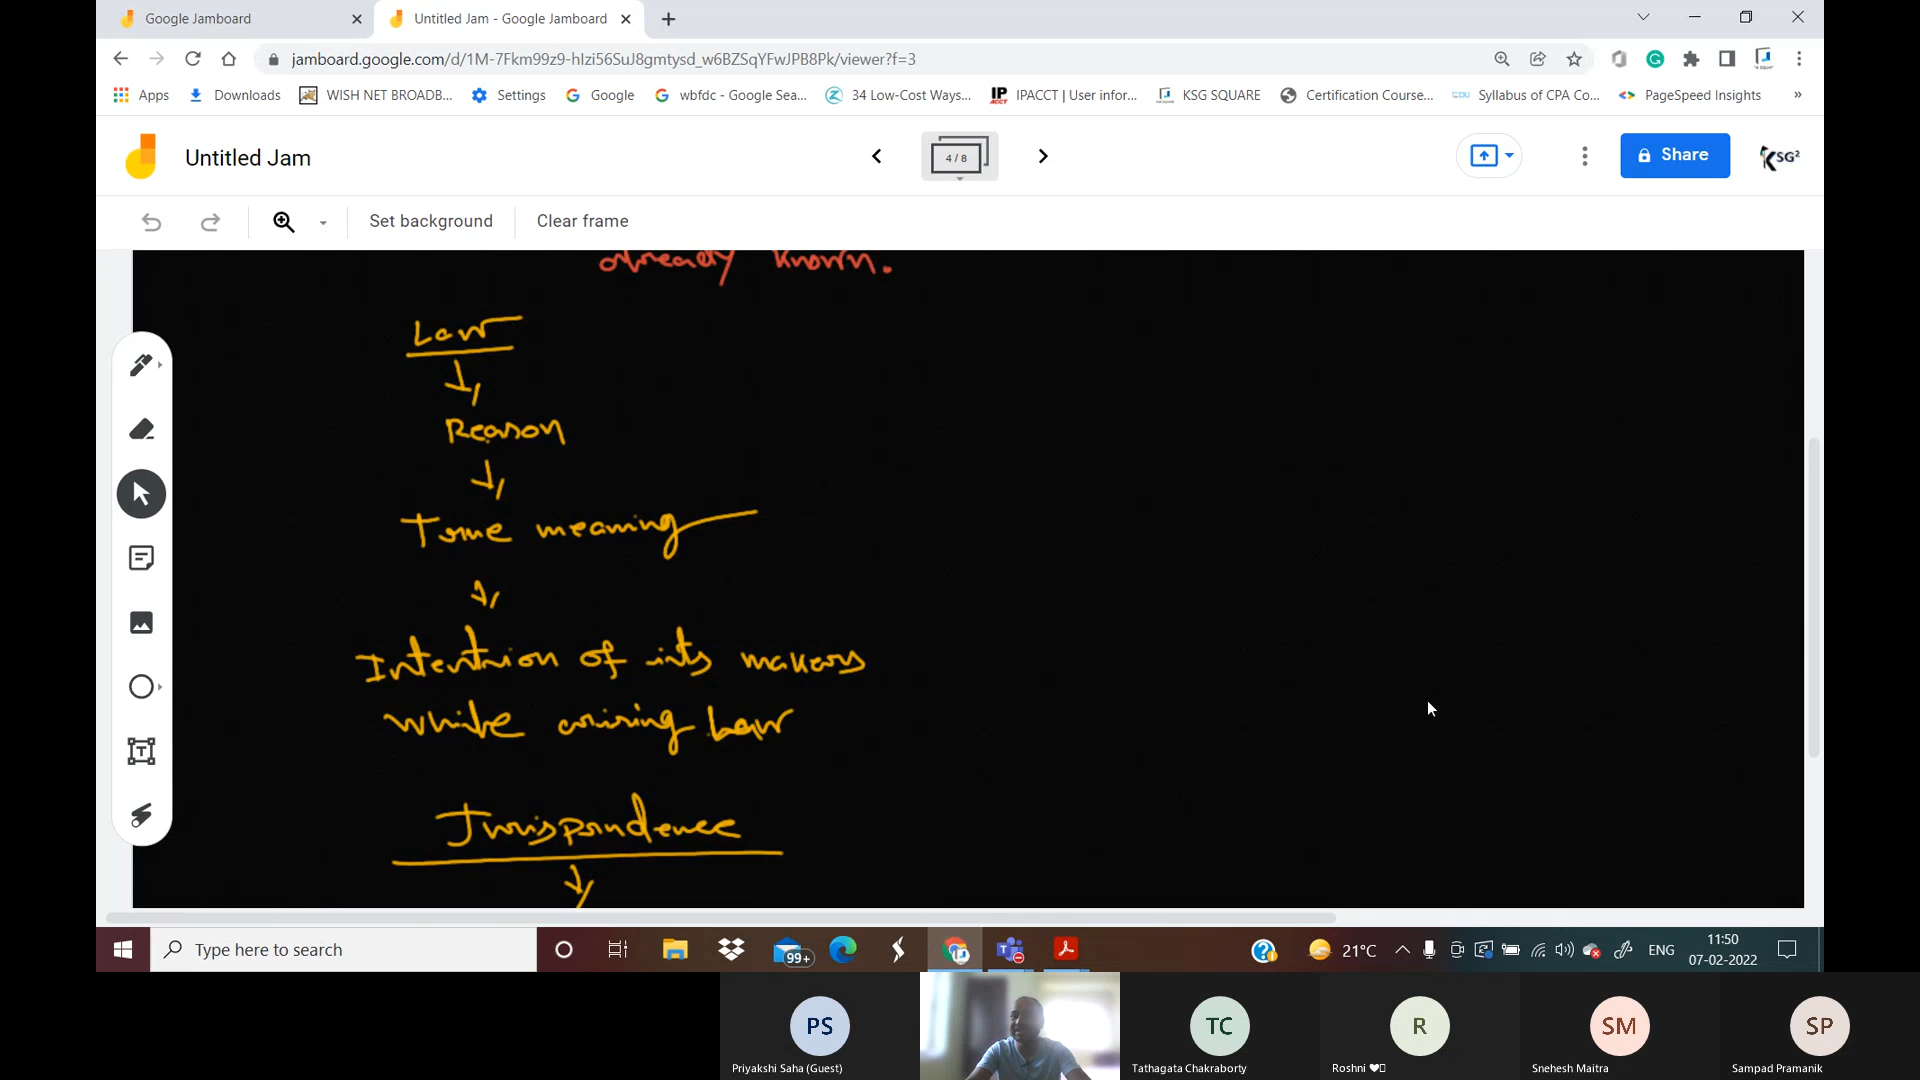 Google Jamboard
Untitled Jam - Google Jamboard
jamboard.google.com/d/1M-7Fkm99z9-hIzi56SuJ8gmtysd_w6BZSqYFwJPB8Pk/viewer?f=3
Apps Downloads WISH NET BROADB... Settings Google wbfdc - Google Sea... 34 Low-Cost Ways... IPACCT | User infor... KSG SQUARE Certification Course... Syllabus of CPA Co... PageSpeed Insights »
Untitled Jam
4 / 8
Share
KSG²
Set background Clear frame
already known.
Law
Reason
True meaning
Intention of its makers
while arising Law
Jurisprudence
Type here to search
99+
21°C
ENG
11:50
07-02-2022
PS
TC
R
SM
SP
Priyakshi Saha (Guest)
Tathagata Chakraborty
Roshni
Snehesh Maitra
Sampad Pramanik